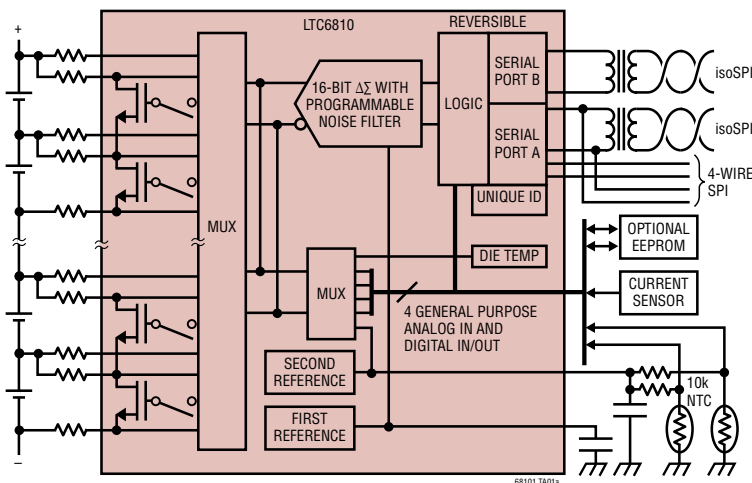 +
LTC6810
REVERSIBLE
16-BIT ΔΣ WITH
PROGRAMMABLE
NOISE FILTER
LOGIC
SERIAL
PORT B
SERIAL
PORT A
UNIQUE ID
isoSPI
isoSPI
4-WIRE
SPI
MUX
MUX
DIE TEMP
4 GENERAL PURPOSE
ANALOG IN AND
DIGITAL IN/OUT
OPTIONAL
EEPROM
CURRENT
SENSOR
SECOND
REFERENCE
FIRST
REFERENCE
10k
NTC
–
68101 TA01a